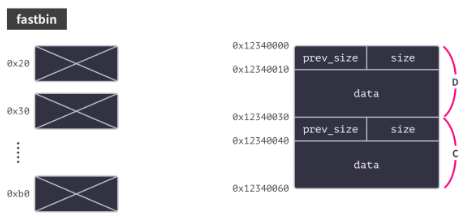 fastbin
0x20
0x30
0xb0
0x12340000
prev_size size
0x12340010
data
D
0x12340030
prev_size size
0x12340040
data
C
0x12340060